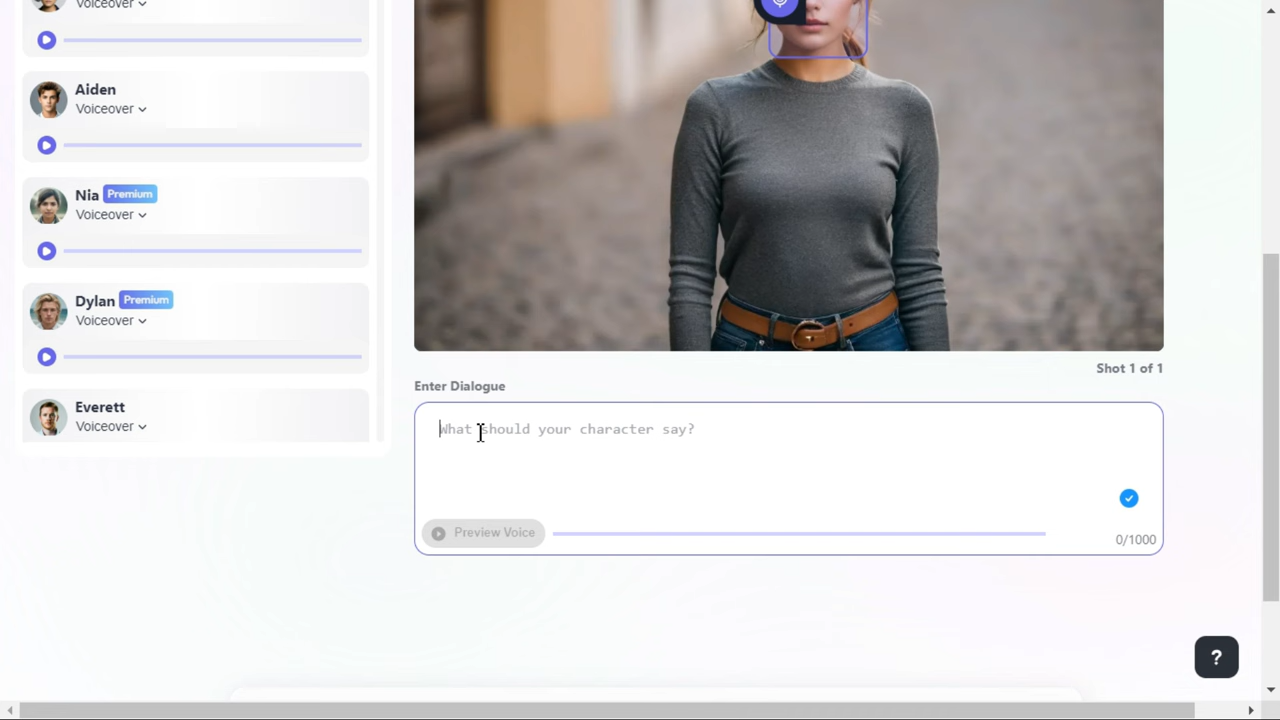 Voiceover
Aiden
Voiceover
Nia Premium
Voiceover
Dylan Premium
Voiceover
Everett
Voiceover
Shot 1 of 1
Enter Dialogue
What should your character say?
Preview Voice
0/1000
?